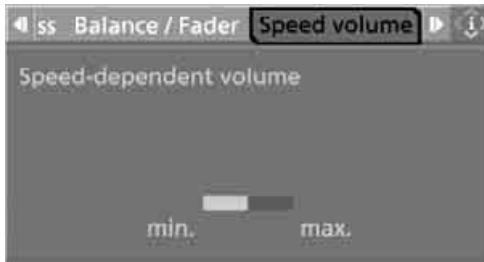 ss Balance / Fader Speed volume i
Speed-dependent volume
min. max.